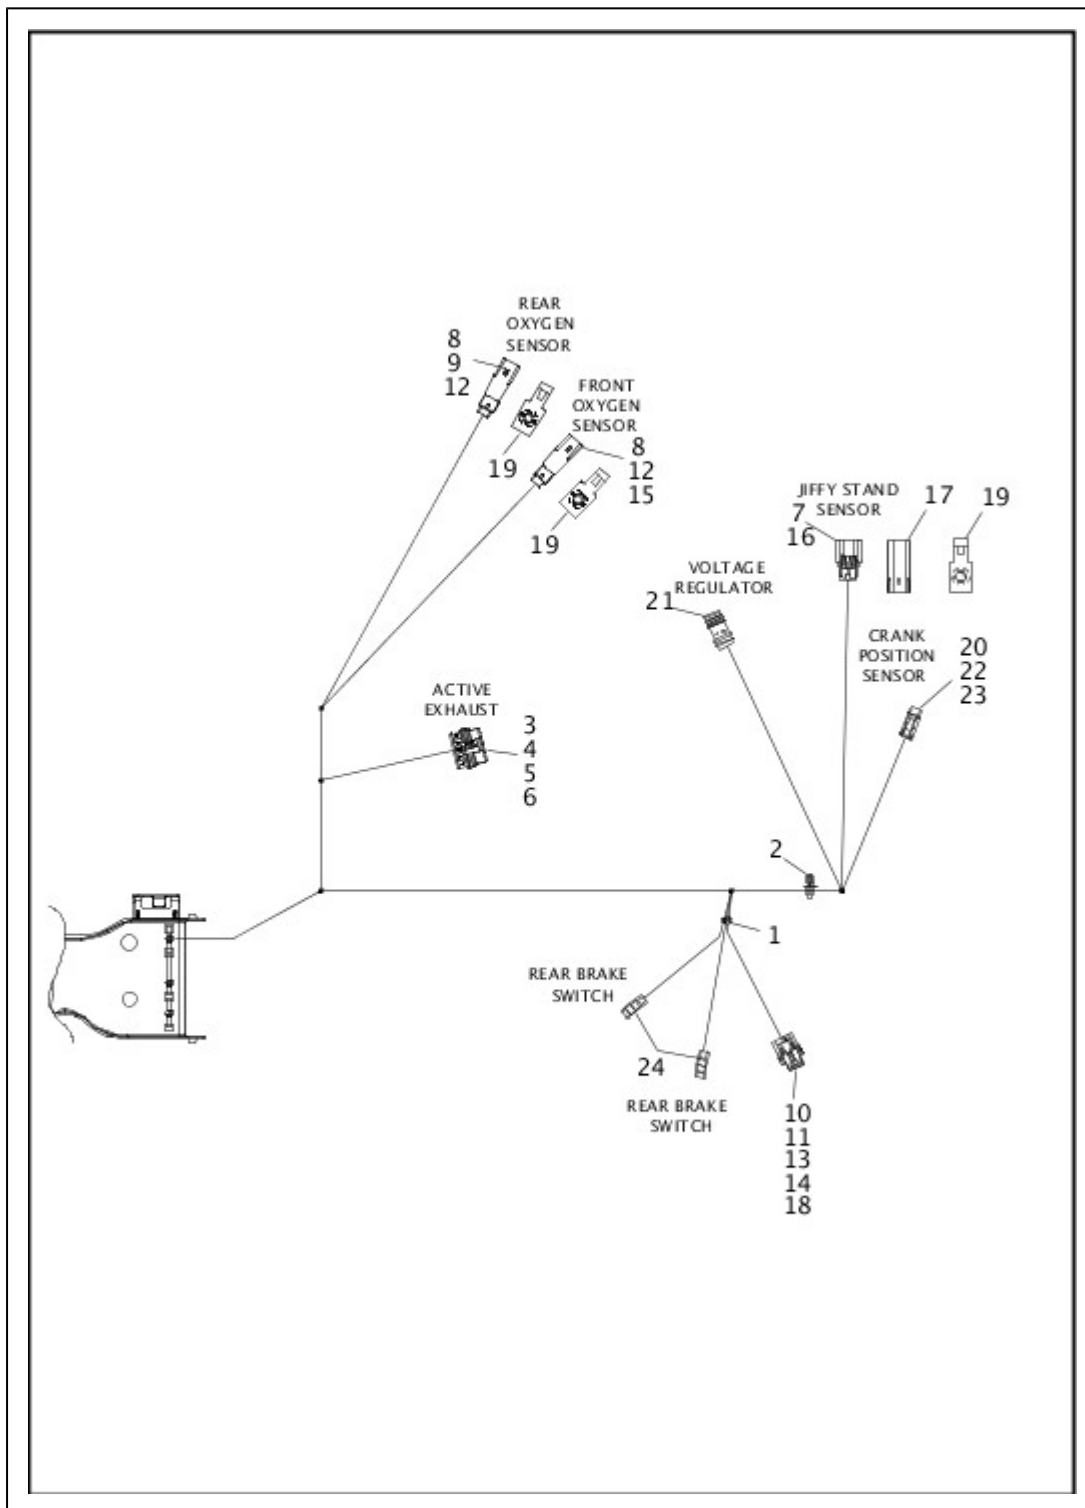 REAR
OXYGEN
SENSOR
8
9
12
19
FRONT
OXYGEN
SENSOR
8
12
15
19
JIFFY STAND
SENSOR
7
16
17
19
VOLTAGE
REGULATOR
21
CRANK
POSITION
SENSOR
20
22
23
ACTIVE
EXHAUST
3
4
5
6
2
1
REAR BRAKE
SWITCH
24
REAR BRAKE
SWITCH
10
11
13
14
18